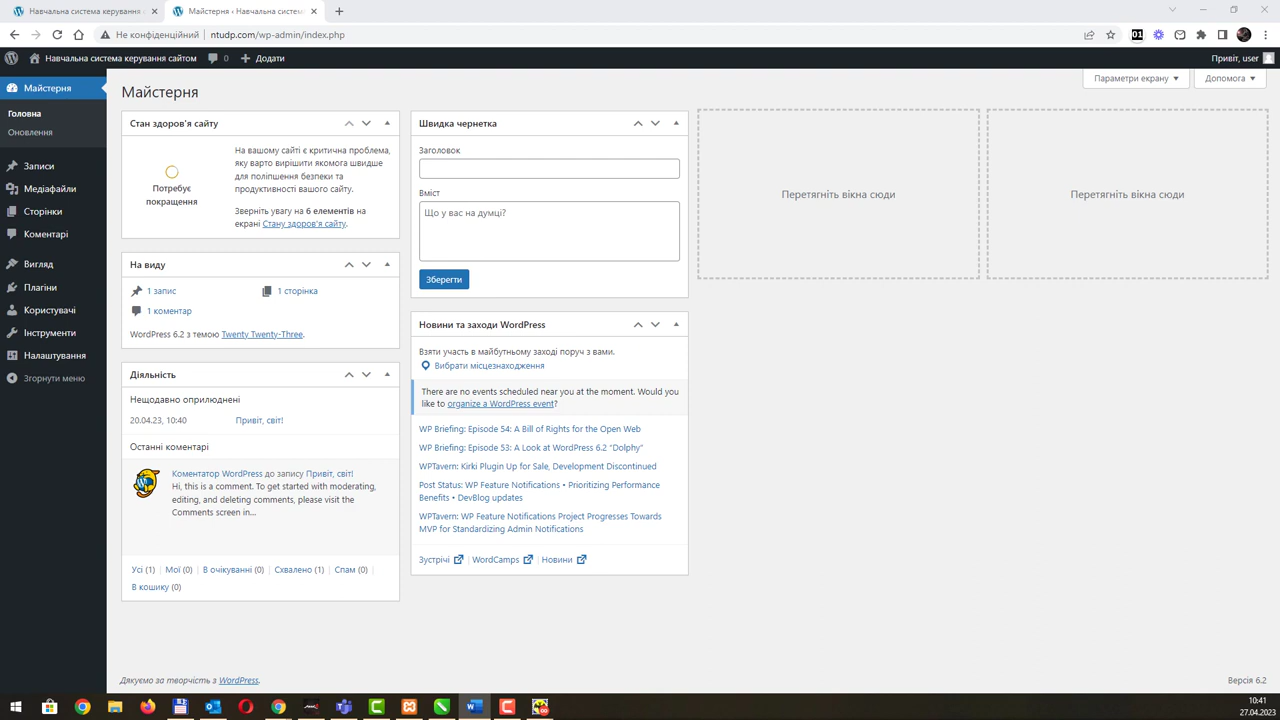 Навчальна система керування с
Майстерня ‹ Навчальна систем
Не конфіденційний
ntudp.com/wp-admin/index.php
01
Навчальна система керування сайтом
0
Додати
Привіт, user
Майстерня
Головна
Оновлення
Записи
Медіафайли
Сторінки
Коментарі
Вигляд
Плагіни
Користувачі
Інструменти
Налаштування
Згорнути меню
Параметри екрану
Допомога
Майстерня
Стан здоров'я сайту
Потребує
покращення
На вашому сайті є критична проблема,
яку варто вирішити якомога швидше
для поліпшення безпеки та
продуктивності вашого сайту.
Зверніть увагу на 6 елементів на
екрані Стану здоров'я сайту.
На виду
1 запис
1 сторінка
1 коментар
WordPress 6.2 з темою Twenty Twenty-Three.
Діяльність
Нещодавно оприлюднені
20.04.23, 10:40
Привіт, світ!
Останні коментарі
Коментатор WordPress до запису Привіт, світ!
Hi, this is a comment. To get started with moderating,
editing, and deleting comments, please visit the
Comments screen in…
Усі (1) | Мої (0) | В очікуванні (0) | Схвалено (1) | Спам (0) |
В кошику (0)
Швидка чернетка
Заголовок
Вміст
Що у вас на думці?
Зберегти
Новини та заходи WordPress
Взяти участь в майбутньому заході поруч з вами.
Вибрати місцезнаходження
There are no events scheduled near you at the moment. Would you
like to organize a WordPress event?
WP Briefing: Episode 54: A Bill of Rights for the Open Web
WP Briefing: Episode 53: A Look at WordPress 6.2 “Dolphy”
WPTavern: Kirki Plugin Up for Sale, Development Discontinued
Post Status: WP Feature Notifications • Prioritizing Performance
Benefits • DevBlog updates
WPTavern: WP Feature Notifications Project Progresses Towards
MVP for Standardizing Admin Notifications
Зустрічі | WordCamps | Новини
Перетягніть вікна сюди
Перетягніть вікна сюди
Дякуємо за творчість з WordPress.
Версія 6.2
10:41
27.04.2023